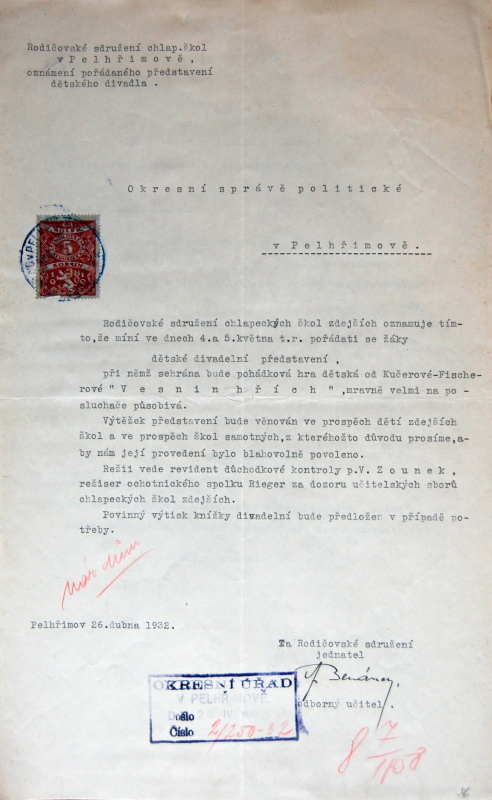 Rodičovské sdružení chlap.škol
v Pelhřimově ,
oznámení pořádaného představení
dětského divadla .
Okresní správě politické
v Pelhřimově.
5
KORUN
Rodičovské sdružení chlapeckých škol zdejších oznamuje tím-
to,že míní ve dnech 4.a 5.května t.r. pořádati se žáky
dětské divadelní představení ,
při němž sehrána bude pohádková hra dětská od Kučerové-Fische-
rové " V e s n i n h ř í c h " ,mravně velmi na po-
sluchače působivá.
Výtěžek představení bude věnován ve prospěch dětí zdejších
škol a ve prospěch škol samotných,z kteréhožto důvodu prosíme,a-
by nám její provedení bylo blahovolně povoleno.
Režii vede revident důchodkové kontroly p.V. Z o u n e k ,
režiser ochotnického spolku Rieger za dozoru učitelských sborů
chlapeckých škol zdejších.
Povinný výtisk knížky divadelní bude předložen v případě po-
třeby.
nár dům
Pelhřimov 26.dubna 1932.
Za Rodičovské sdružení
jednatel
odborný učitel .
OKRESNÍ ÚŘAD
V PELHŘIMOVĚ
Došlo
Číslo
8 7